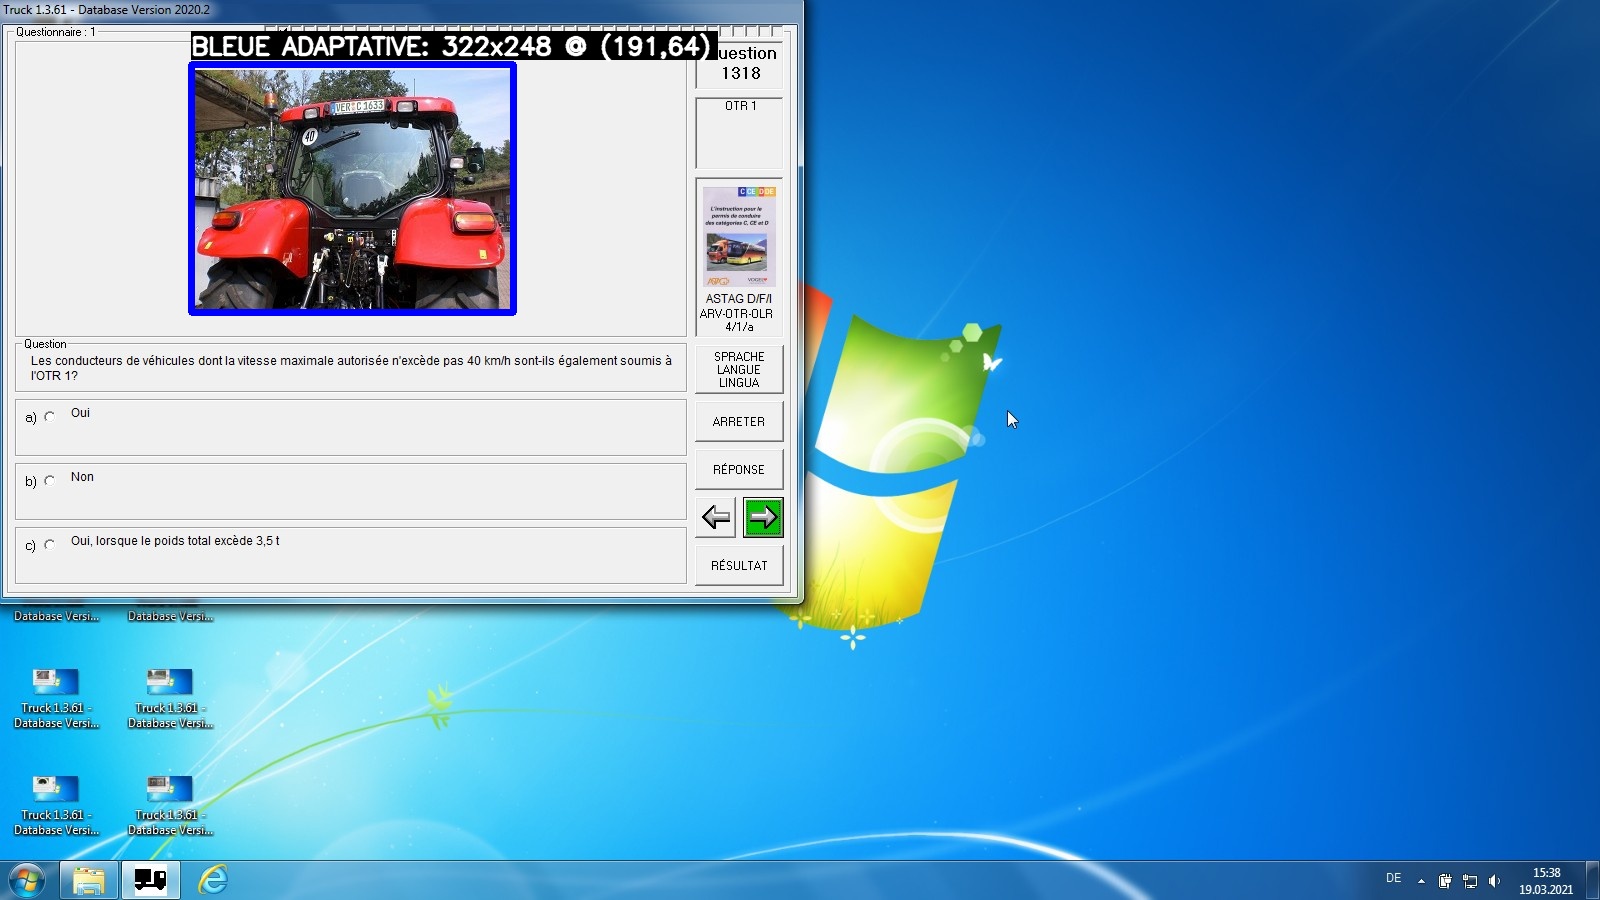 Truck 1.3.61 - Database Version 2020.2
Questionnaire : 1
BLEUE ADAPTATIVE: 322x248 @ (191,64)
uestion
1318
VER C 1633
40
OTR 1
C CE D DE
L'instruction pour le
permis de conduire
des catégories C, CE et D
ASTAG D/F/I
ARV-OTR-OLR
4/1/a
Question
Les conducteurs de véhicules dont la vitesse maximale autorisée n'excède pas 40 km/h sont-ils également soumis à
l'OTR 1?
SPRACHE
LANGUE
LINGUA
a) Oui
ARRETER
b) Non
RÉPONSE
c) Oui, lorsque le poids total excède 3,5 t
RÉSULTAT
Database Versi...
Database Versi...
Truck 1.3.61 -
Database Versi...
Truck 1.3.61 -
Database Versi...
Truck 1.3.61 -
Database Versi...
Truck 1.3.61 -
Database Versi...
DE
15:38
19.03.2021